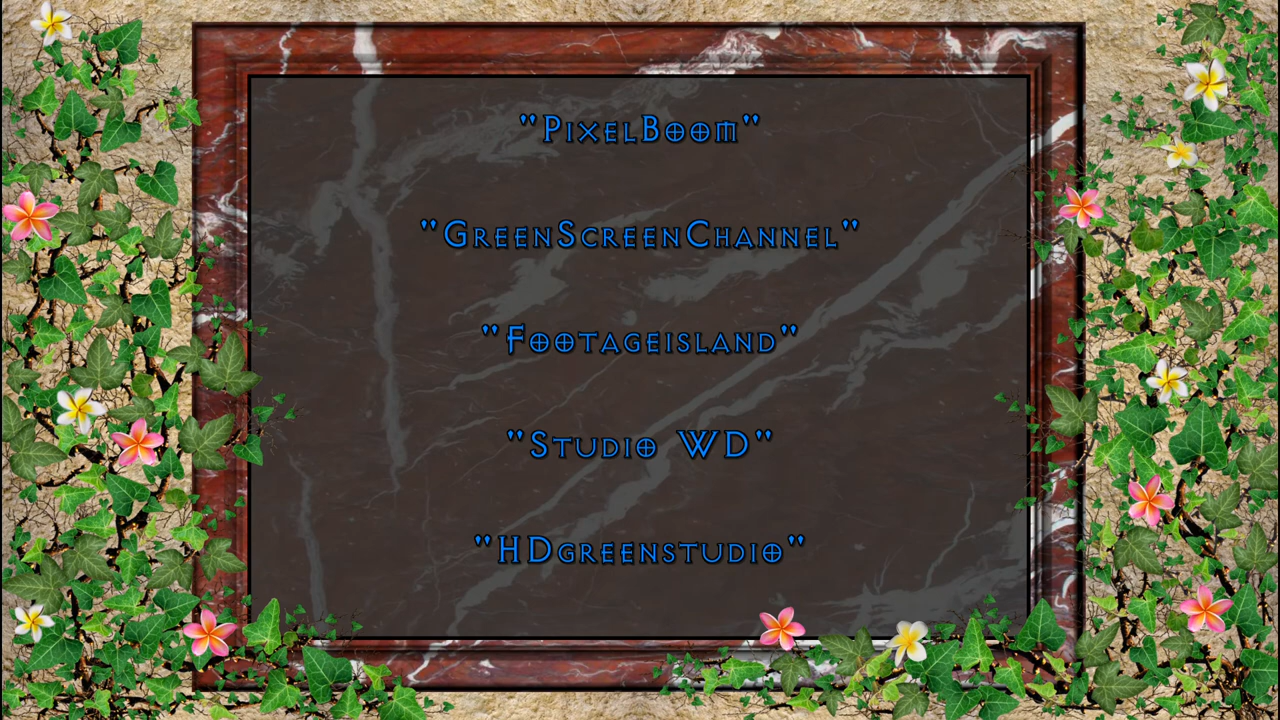 "PixelBoom"
"GreenScreenChannel"
"Footageisland"
"Studio WD"
"HDgreenstudio"